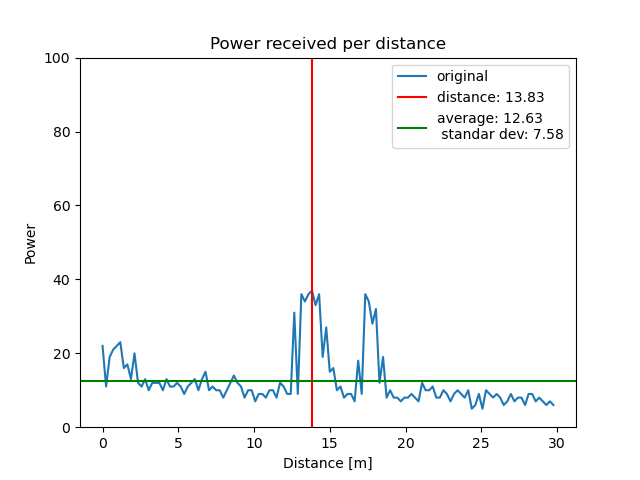 Power received per distance
original
distance: 13.83
average: 12.63
standar dev: 7.58
Power
100
80
60
40
20
0
0 5 10 15 20 25 30
Distance [m]